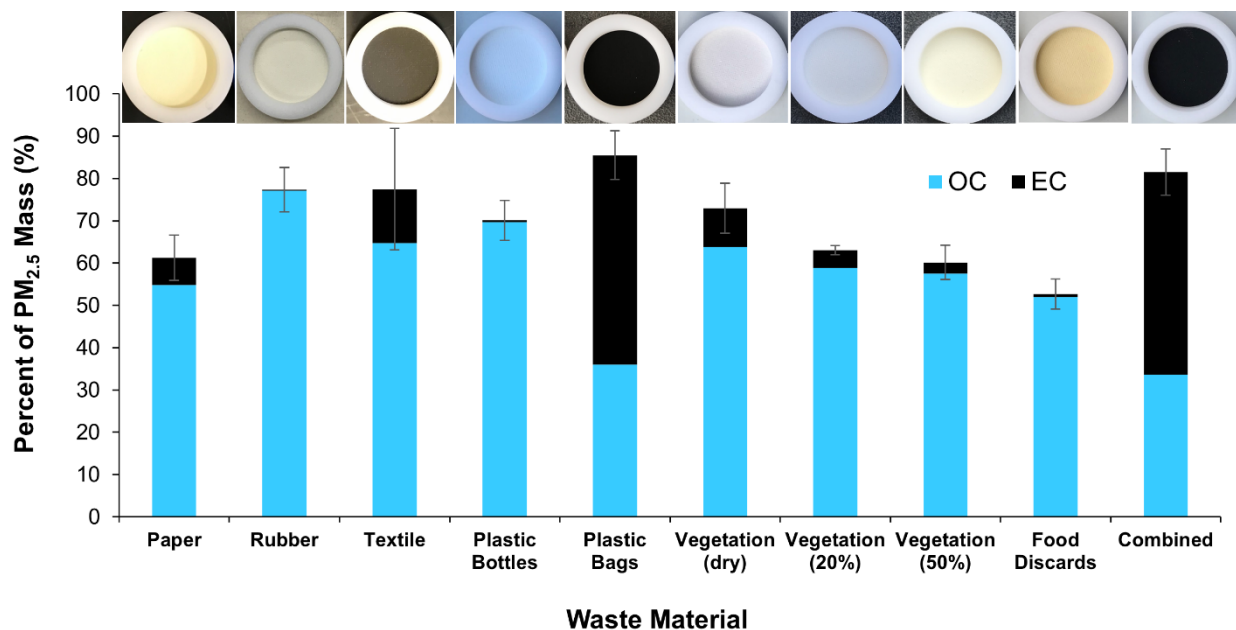 Percent of PM2.5 Mass (%)
100
90
80
70
60
50
40
30
20
10
0
OC
EC
Paper
Rubber
Textile
Plastic
Bottles
Plastic
Bags
Vegetation
(dry)
Vegetation
(20%)
Vegetation
(50%)
Food
Discards
Combined
Waste Material